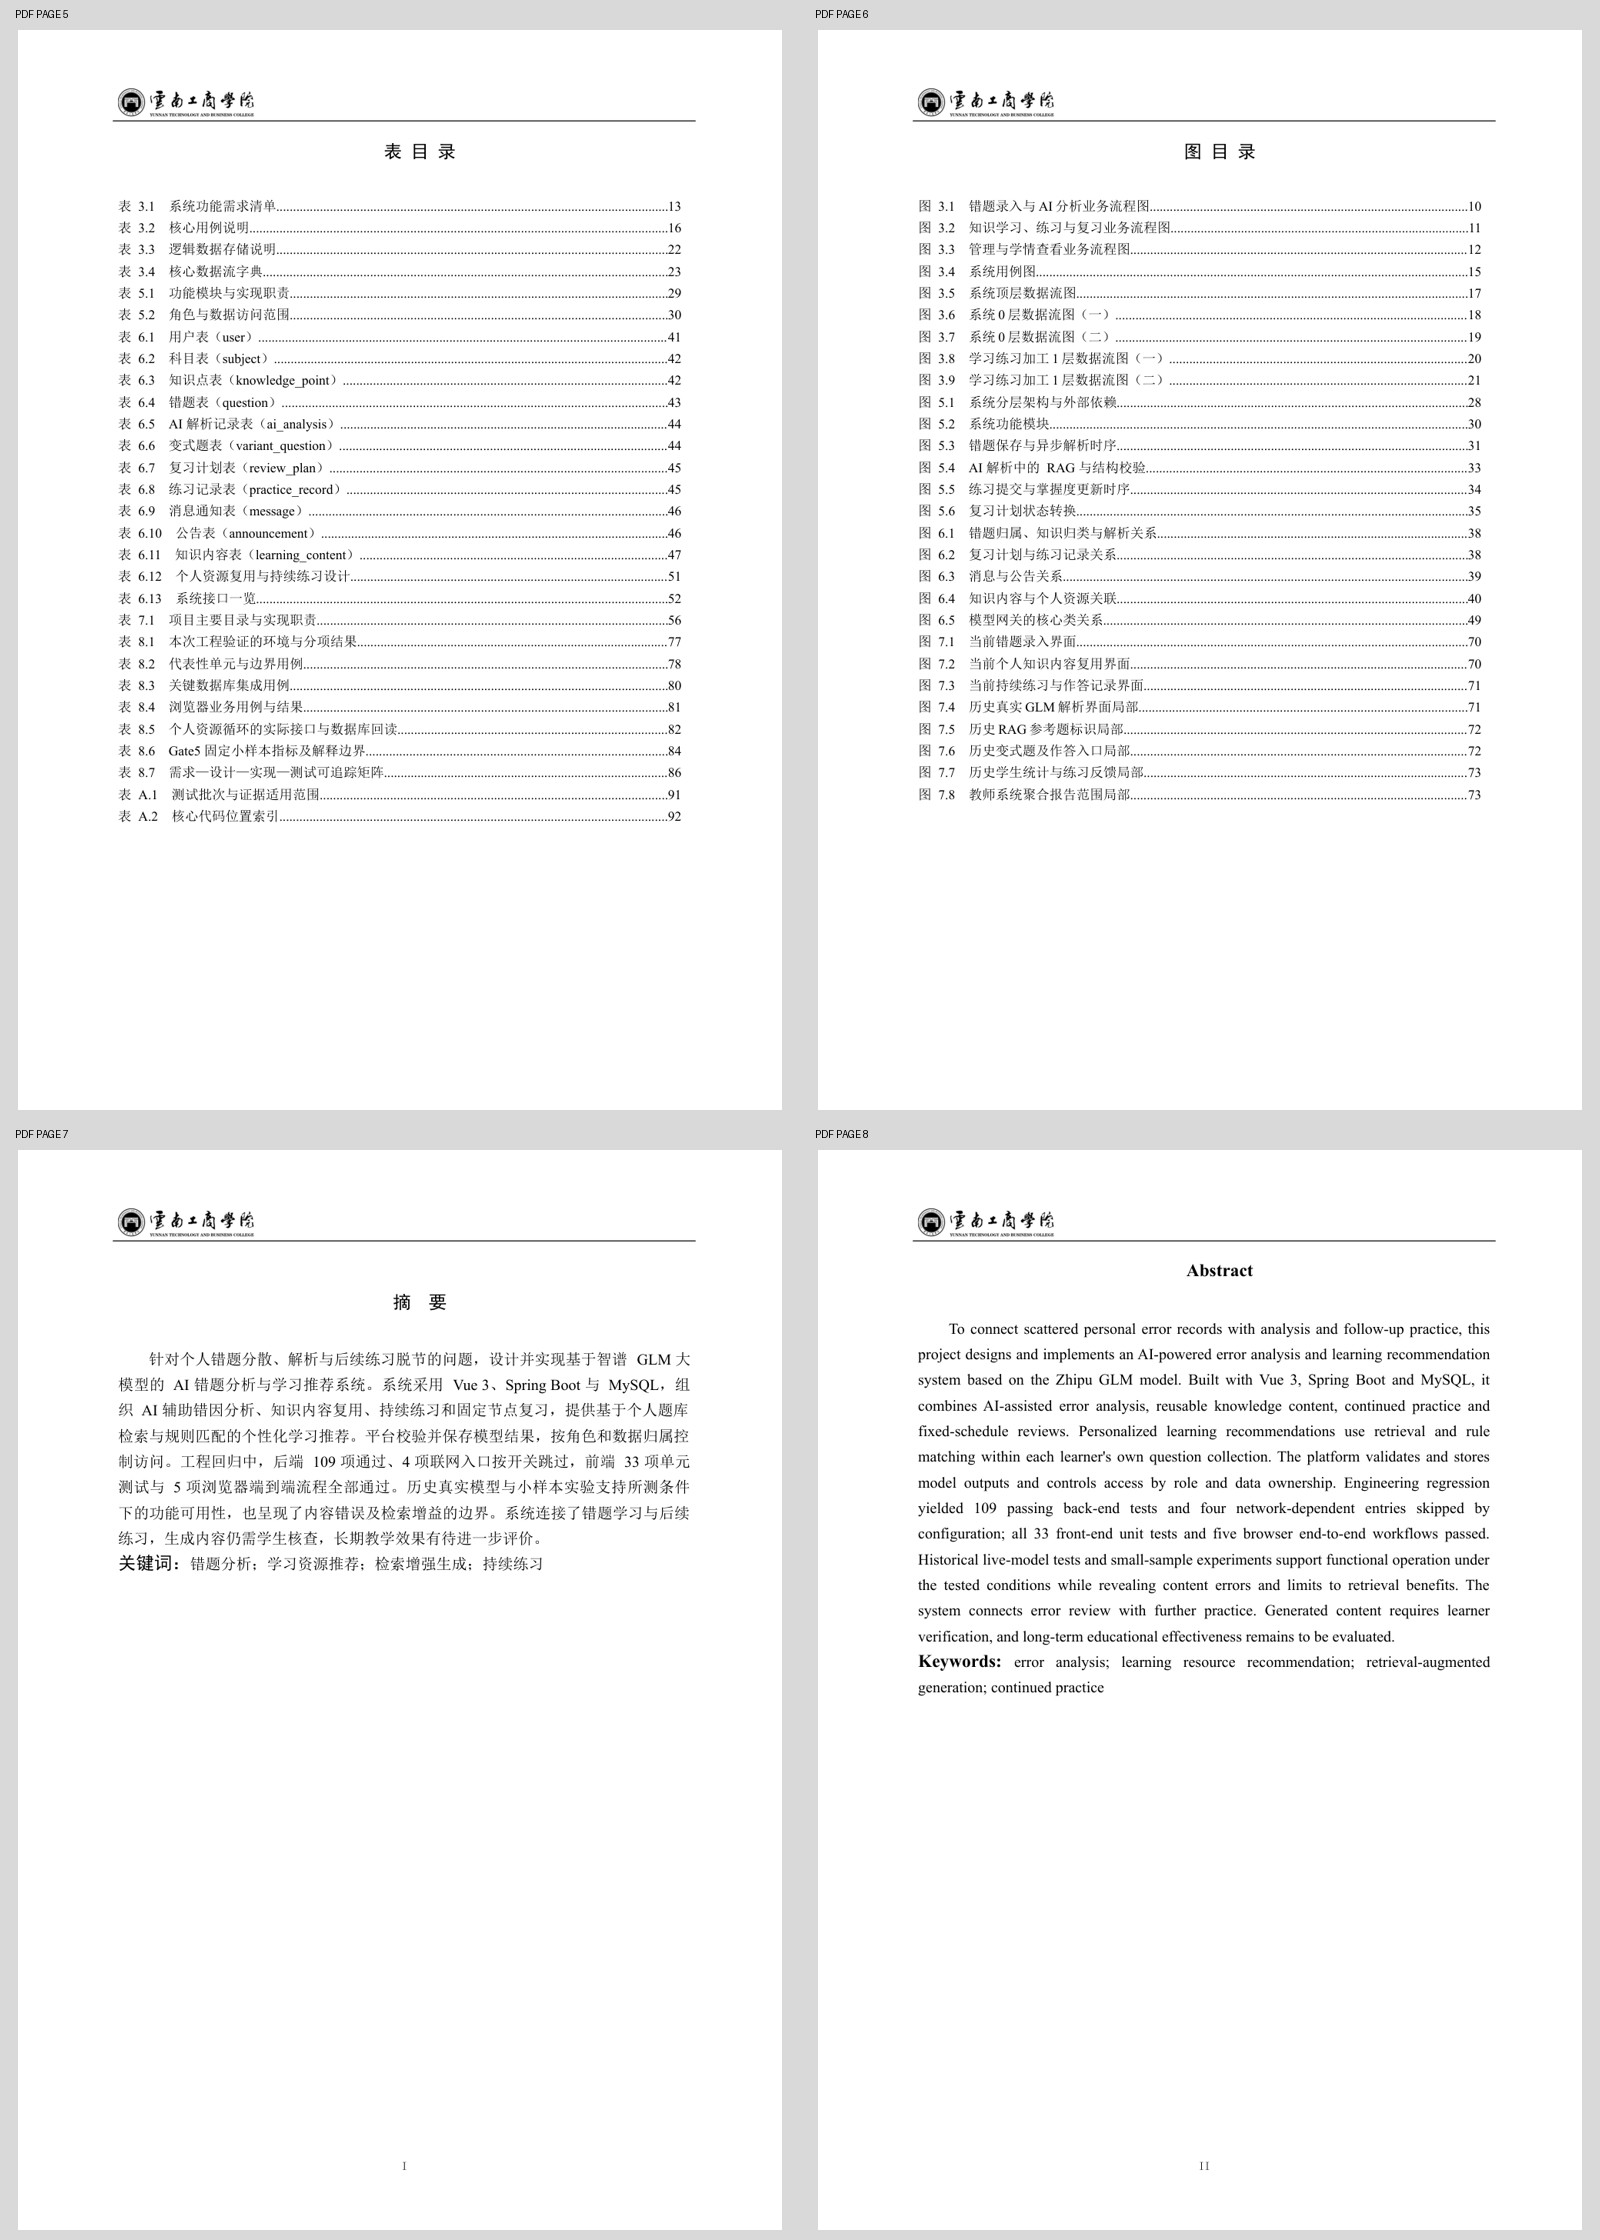 PDF PAGE 5
雲南工商学院
YUNNAN TECHNOLOGY AND BUSINESS COLLEGE
表 目 录
表 3.1 系统功能需求清单 13
表 3.2 核心用例说明 16
表 3.3 逻辑数据存储说明 22
表 3.4 核心数据流字典 23
表 5.1 功能模块与实现职责 29
表 5.2 角色与数据访问范围 30
表 6.1 用户表（user） 41
表 6.2 科目表（subject） 42
表 6.3 知识点表（knowledge_point） 42
表 6.4 错题表（question） 43
表 6.5 AI 解析记录表（ai_analysis） 44
表 6.6 变式题表（variant_question） 44
表 6.7 复习计划表（review_plan） 45
表 6.8 练习记录表（practice_record） 45
表 6.9 消息通知表（message） 46
表 6.10 公告表（announcement） 46
表 6.11 知识内容表（learning_content） 47
表 6.12 个人资源复用与持续练习设计 51
表 6.13 系统接口一览 52
表 7.1 项目主要目录与实现职责 56
表 8.1 本次工程验证的环境与分项结果 77
表 8.2 代表性单元与边界用例 78
表 8.3 关键数据库集成用例 80
表 8.4 浏览器业务用例与结果 81
表 8.5 个人资源循环的实际接口与数据库回读 82
表 8.6 Gate5 固定小样本指标及解释边界 84
表 8.7 需求—设计—实现—测试可追踪矩阵 86
表 A.1 测试批次与证据适用范围 91
表 A.2 核心代码位置索引 92
PDF PAGE 6
雲南工商学院
YUNNAN TECHNOLOGY AND BUSINESS COLLEGE
图 目 录
图 3.1 错题录入与 AI 分析业务流程图 10
图 3.2 知识学习、练习与复习业务流程图 11
图 3.3 管理与学情查看业务流程图 12
图 3.4 系统用例图 15
图 3.5 系统顶层数据流图 17
图 3.6 系统 0 层数据流图（一） 18
图 3.7 系统 0 层数据流图（二） 19
图 3.8 学习练习加工 1 层数据流图（一） 20
图 3.9 学习练习加工 1 层数据流图（二） 21
图 5.1 系统分层架构与外部依赖 28
图 5.2 系统功能模块 30
图 5.3 错题保存与异步解析时序 31
图 5.4 AI 解析中的 RAG 与结构校验 33
图 5.5 练习提交与掌握度更新时序 34
图 5.6 复习计划状态转换 35
图 6.1 错题归属、知识归类与解析关系 38
图 6.2 复习计划与练习记录关系 38
图 6.3 消息与公告关系 39
图 6.4 知识内容与个人资源关联 40
图 6.5 模型网关的核心类关系 49
图 7.1 当前错题录入界面 70
图 7.2 当前个人知识内容复用界面 70
图 7.3 当前持续练习与作答记录界面 71
图 7.4 历史真实 GLM 解析界面局部 71
图 7.5 历史 RAG 参考题标识局部 72
图 7.6 历史变式题及作答入口局部 72
图 7.7 历史学生统计与练习反馈局部 73
图 7.8 教师系统聚合报告范围局部 73
PDF PAGE 7
雲南工商学院
YUNNAN TECHNOLOGY AND BUSINESS COLLEGE
摘 要
针对个人错题分散、解析与后续练习脱节的问题，设计并实现基于智谱 GLM 大
模型的 AI 错题分析与学习推荐系统。系统采用 Vue 3、Spring Boot 与 MySQL，组
织 AI 辅助错因分析、知识内容复用、持续练习和固定节点复习，提供基于个人题库
检索与规则匹配的个性化学习推荐。平台校验并保存模型结果，按角色和数据归属控
制访问。工程回归中，后端 109 项通过、4 项联网入口按开关跳过，前端 33 项单元
测试与 5 项浏览器端到端流程全部通过。历史真实模型与小样本实验支持所测条件
下的功能可用性，也呈现了内容错误及检索增益的边界。系统连接了错题学习与后续
练习，生成内容仍需学生核查，长期教学效果有待进一步评价。
关键词：错题分析；学习资源推荐；检索增强生成；持续练习
I
PDF PAGE 8
雲南工商学院
YUNNAN TECHNOLOGY AND BUSINESS COLLEGE
Abstract
To connect scattered personal error records with analysis and follow-up practice, this
project designs and implements an AI-powered error analysis and learning recommendation
system based on the Zhipu GLM model. Built with Vue 3, Spring Boot and MySQL, it
combines AI-assisted error analysis, reusable knowledge content, continued practice and
fixed-schedule reviews. Personalized learning recommendations use retrieval and rule
matching within each learner's own question collection. The platform validates and stores
model outputs and controls access by role and data ownership. Engineering regression
yielded 109 passing back-end tests and four network-dependent entries skipped by
configuration; all 33 front-end unit tests and five browser end-to-end workflows passed.
Historical live-model tests and small-sample experiments support functional operation under
the tested conditions while revealing content errors and limits to retrieval benefits. The
system connects error review with further practice. Generated content requires learner
verification, and long-term educational effectiveness remains to be evaluated.
Keywords: error analysis; learning resource recommendation; retrieval-augmented
generation; continued practice
II